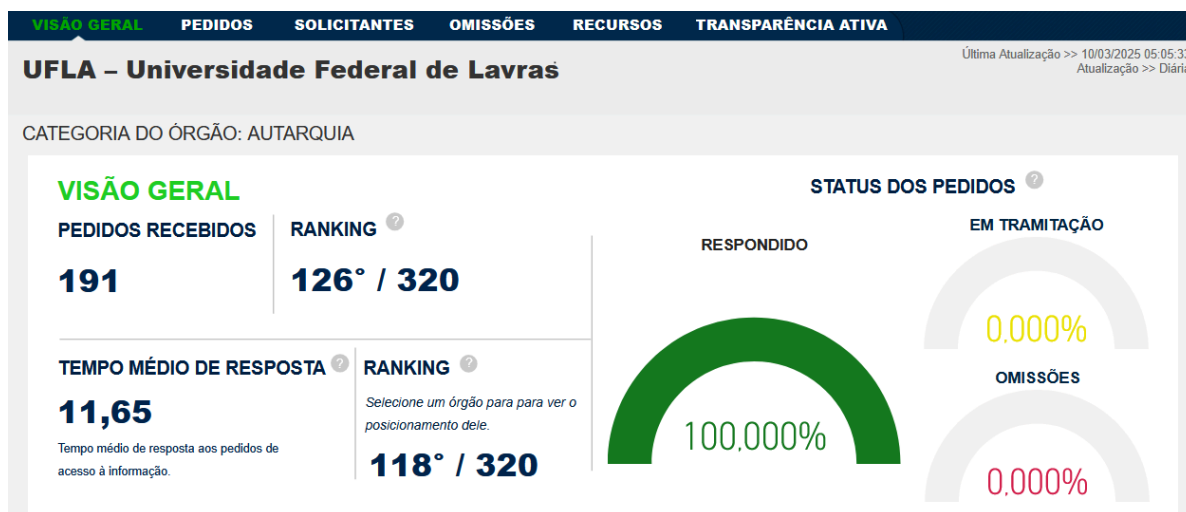 VISÃO GERAL PEDIDOS SOLICITANTES OMISSÕES RECURSOS TRANSPARÊNCIA ATIVA
UFLA – Universidade Federal de Lavras
Última Atualização >> 10/03/2025 05:05:33
Atualização >> Diária
CATEGORIA DO ÓRGÃO: AUTARQUIA
VISÃO GERAL
PEDIDOS RECEBIDOS
191
RANKING ?
126° / 320
TEMPO MÉDIO DE RESPOSTA ?
11,65
Tempo médio de resposta aos pedidos de
acesso à informação.
RANKING ?
Selecione um órgão para para ver o
posicionamento dele.
118° / 320
STATUS DOS PEDIDOS ?
RESPONDIDO
100,000%
EM TRAMITAÇÃO
0,000%
OMISSÕES
0,000%